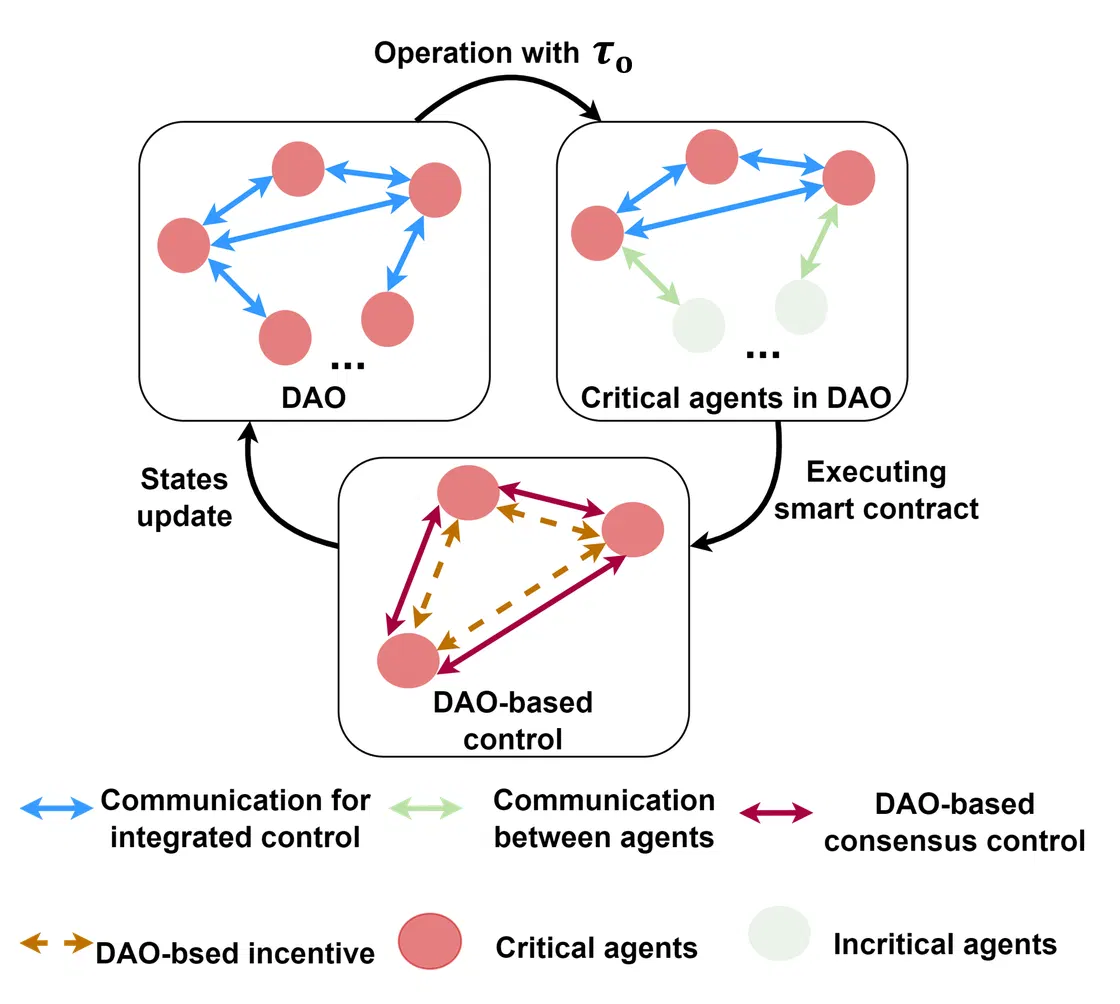 Operation with τo
...
DAO
...
Critical agents in DAO
States
update
Executing
smart contract
DAO-based
control
Communication for
integrated control
Communication
between agents
DAO-based
consensus control
DAO-bsed incentive
Critical agents
Incritical agents